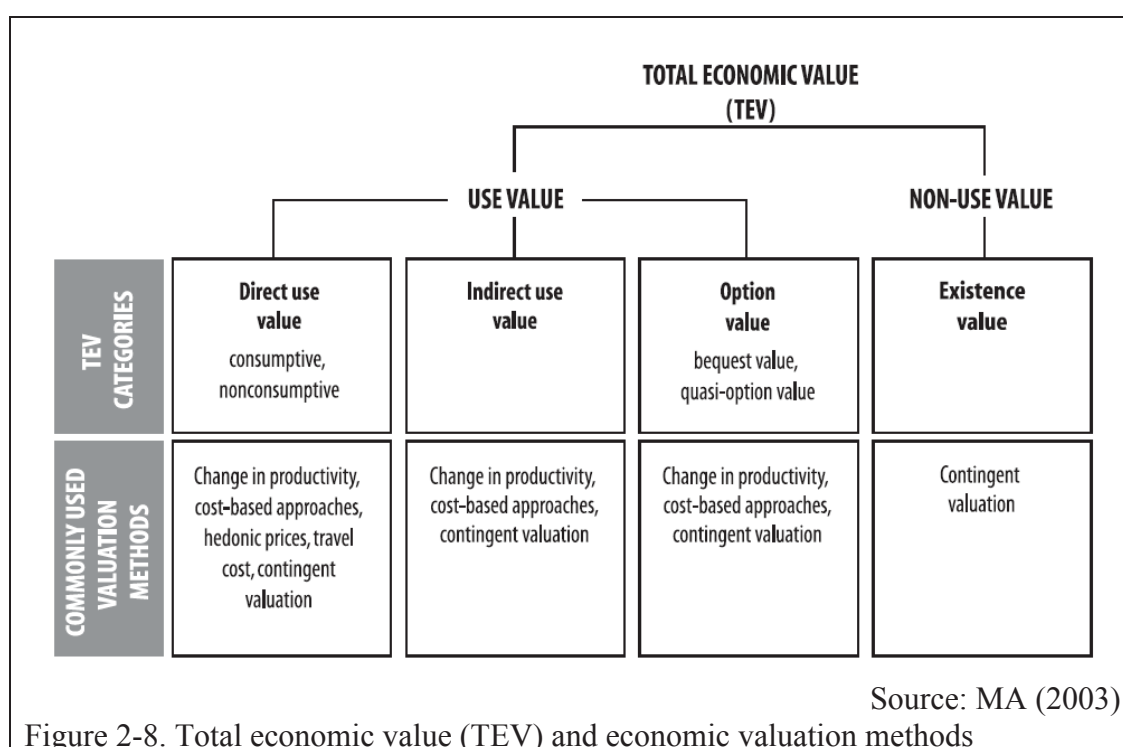 TOTAL ECONOMIC VALUE
(TEV)
USE VALUE
NON-USE VALUE
TEV
CATEGORIES
Direct use
value
consumptive,
nonconsumptive
Indirect use
value
Option
value
bequest value,
quasi-option value
Existence
value
COMMONLY USED
VALUATION
METHODS
Change in productivity,
cost-based approaches,
hedonic prices, travel
cost, contingent
valuation
Change in productivity,
cost-based approaches,
contingent valuation
Change in productivity,
cost-based approaches,
contingent valuation
Contingent
valuation
Source: MA (2003)
Figure 2-8. Total economic value (TEV) and economic valuation methods